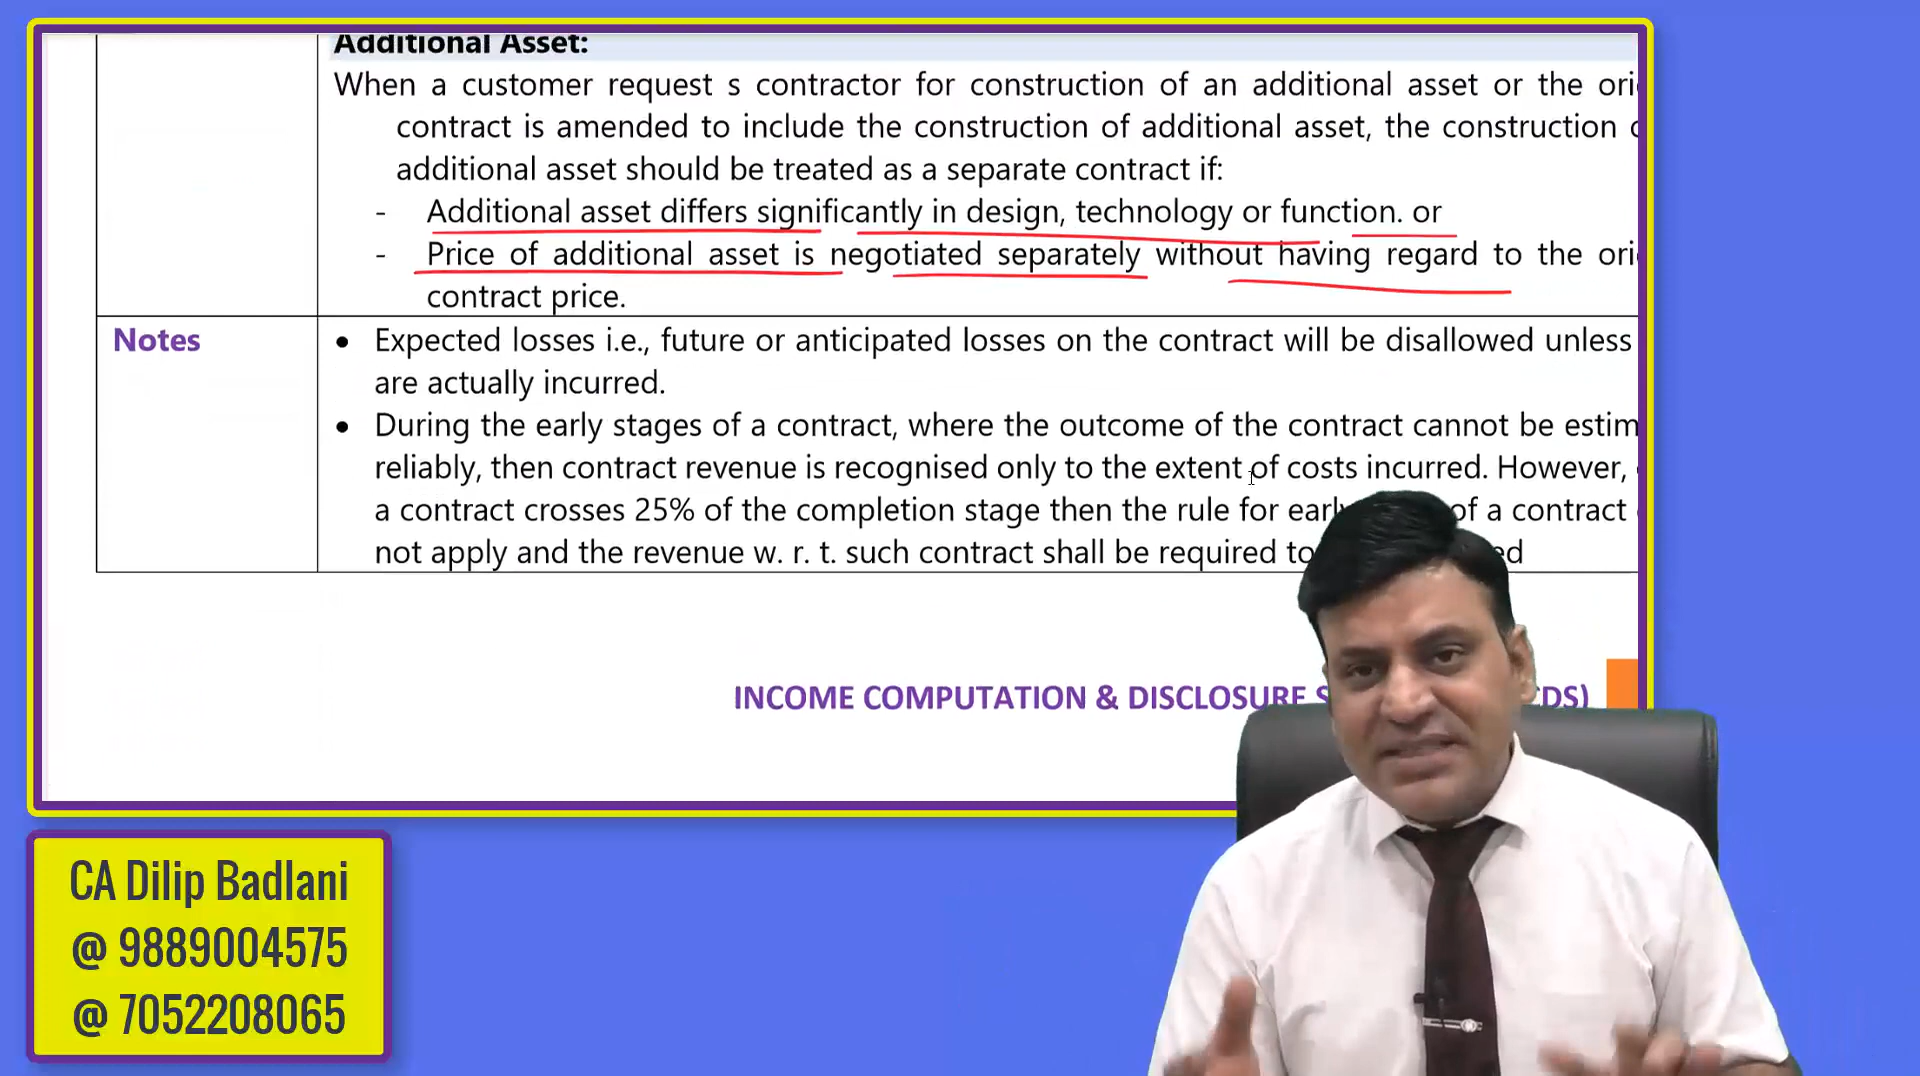 Additional Asset:
When a customer request s contractor for construction of an additional asset or the ori
contract is amended to include the construction of additional asset, the construction
additional asset should be treated as a separate contract if:
- Additional asset differs significantly in design, technology or function. or
- Price of additional asset is negotiated separately without having regard to the ori
contract price.
Notes
• Expected losses i.e., future or anticipated losses on the contract will be disallowed unless
are actually incurred.
• During the early stages of a contract, where the outcome of the contract cannot be estim
reliably, then contract revenue is recognised only to the extent of costs incurred. However,
a contract crosses 25% of the completion stage then the rule for early of a contract
not apply and the revenue w. r. t. such contract shall be required to
INCOME COMPUTATION & DISCLOSURE
CA Dilip Badlani
@ 9889004575
@ 7052208065